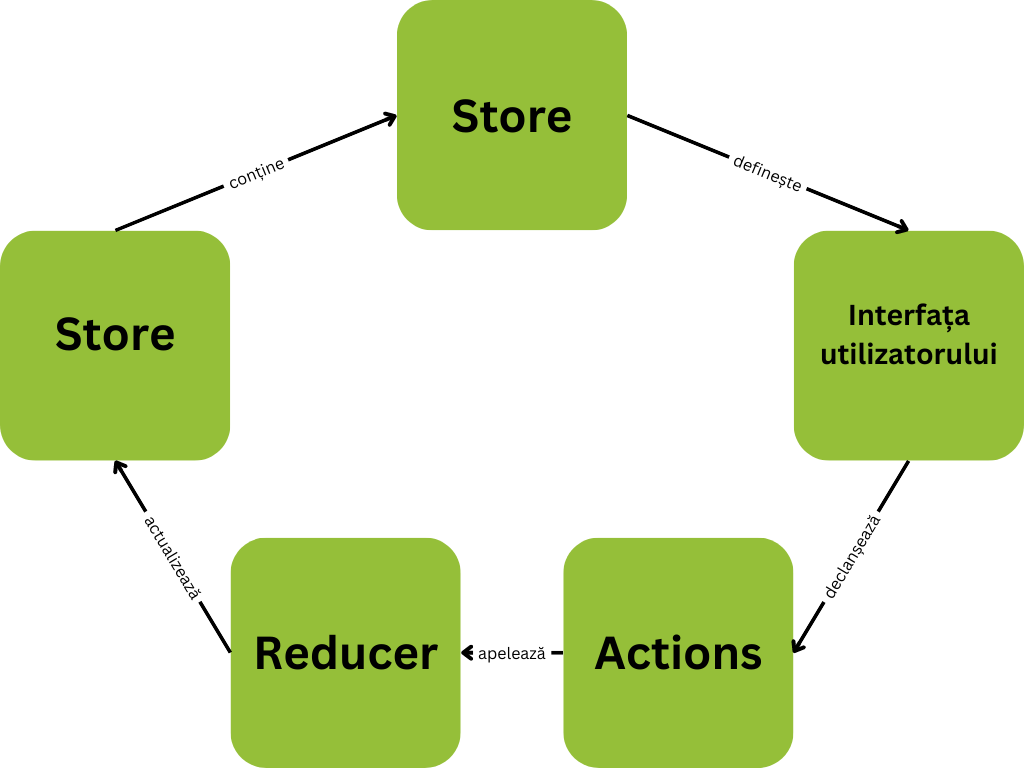 Store
conține
definește
Store
Interfața
utilizatorului
actualizează
declanșează
Reducer
apelează
Actions